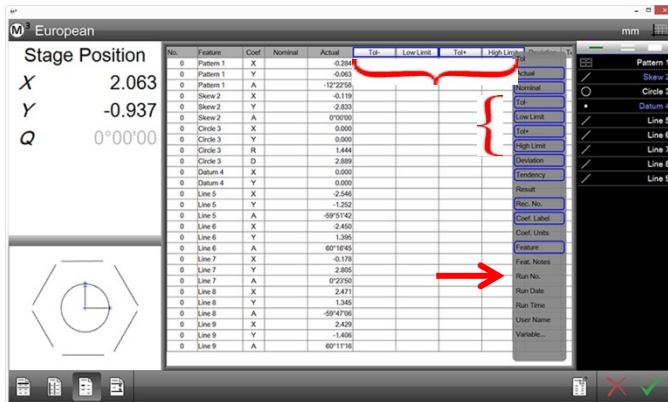 M³
M³ European mm
Stage Position
X 2.063
Y -0.937
Q 0°00'00
No. Feature Coef Nominal Actual Tol- Low Limit Tol+ High Limit Deviation
0 Pattern 1 X -0.284
0 Pattern 1 Y -0.063
0 Pattern 1 A -12°22'58
0 Skew 2 X -0.119
0 Skew 2 Y -2.833
0 Skew 2 A 0°00'00
0 Circle 3 X 0.000
0 Circle 3 Y 0.000
0 Circle 3 R 1.444
0 Circle 3 D 2.889
0 Datum 4 X 0.000
0 Datum 4 Y 0.000
0 Line 5 X -2.546
0 Line 5 Y -1.252
0 Line 5 A -59°51'42
0 Line 6 X -2.450
0 Line 6 Y 1.395
0 Line 6 A 60°16'45
0 Line 7 X -0.178
0 Line 7 Y 2.805
0 Line 7 A 0°23'50
0 Line 8 X 2.471
0 Line 8 Y 1.345
0 Line 8 A -59°47'06
0 Line 9 X 2.429
0 Line 9 Y -1.406
0 Line 9 A 60°11'16
Tol
Actual
Nominal
Tol-
Low Limit
Tol+
High Limit
Deviation
Tendency
Result
Rec. No.
Coef. Label
Coef. Units
Feature
Feat. Notes
Run No.
Run Date
Run Time
User Name
Variable...
Pattern 1
Skew 2
Circle 3
Datum 4
Line 5
Line 6
Line 7
Line 8
Line 9